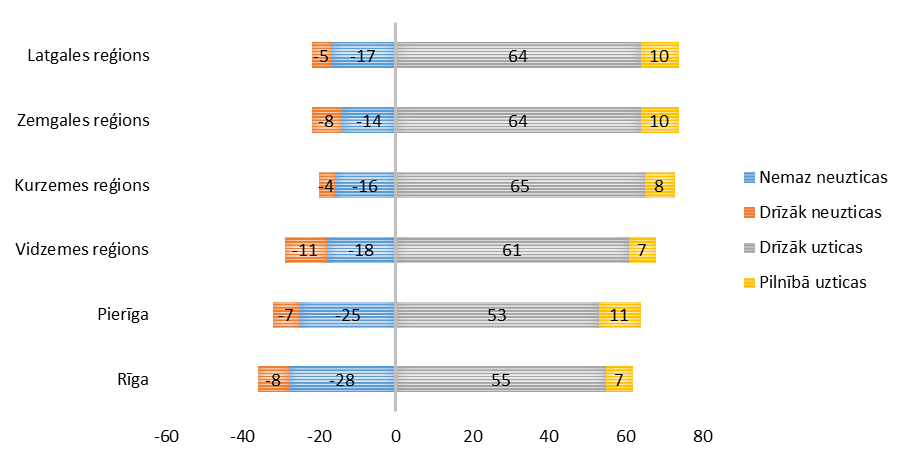 Latgales reģions -5 -17 64 10
Zemgales reģions -8 -14 64 10
Kurzemes reģions -4 -16 65 8
Vidzemes reģions -11 -18 61 7
Pierīga -7 -25 53 11
Rīga -8 -28 55 7
-60 -40 -20 0 20 40 60 80
Nemaz neuzticas
Drīzāk neuzticas
Drīzāk uzticas
Pilnībā uzticas